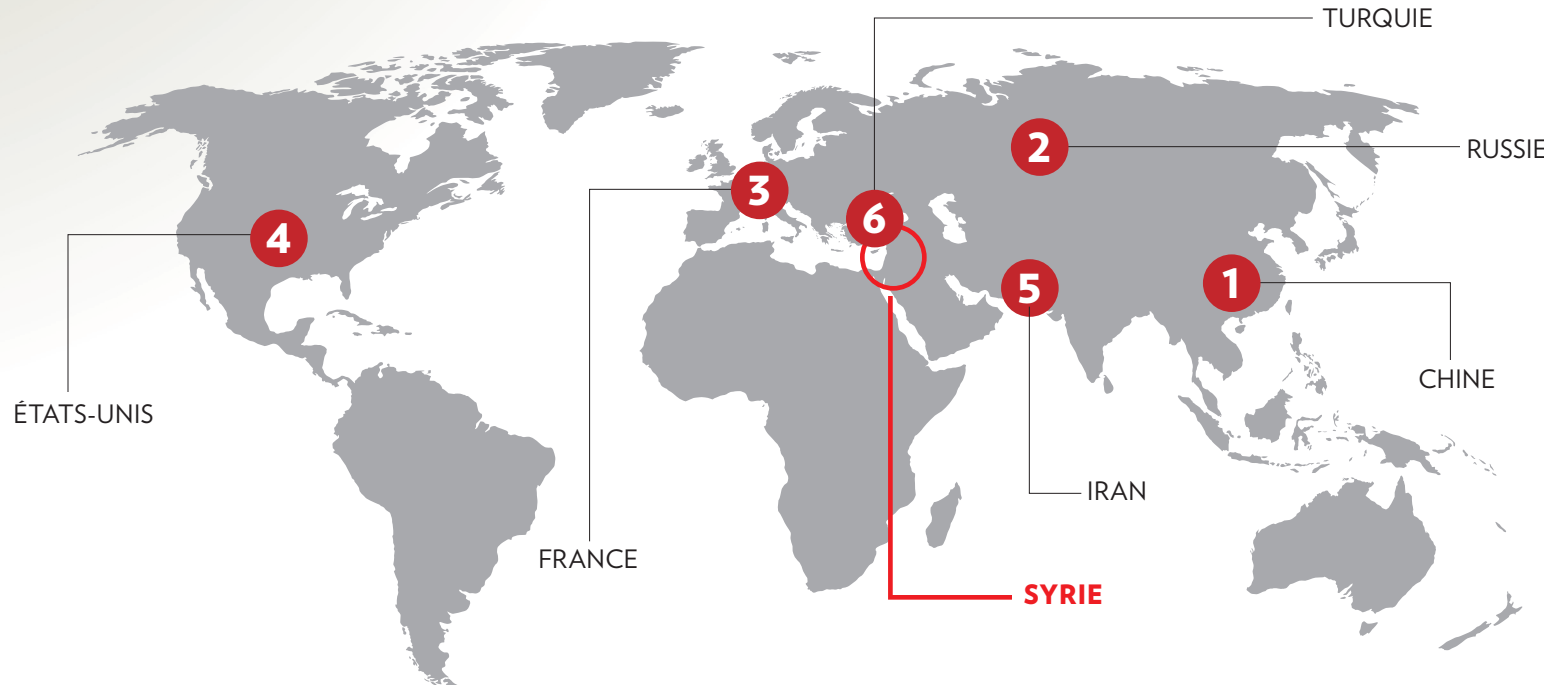 TURQUIE
2
RUSSIE
3
6
4
5
1
CHINE
ÉTATS-UNIS
IRAN
FRANCE
SYRIE